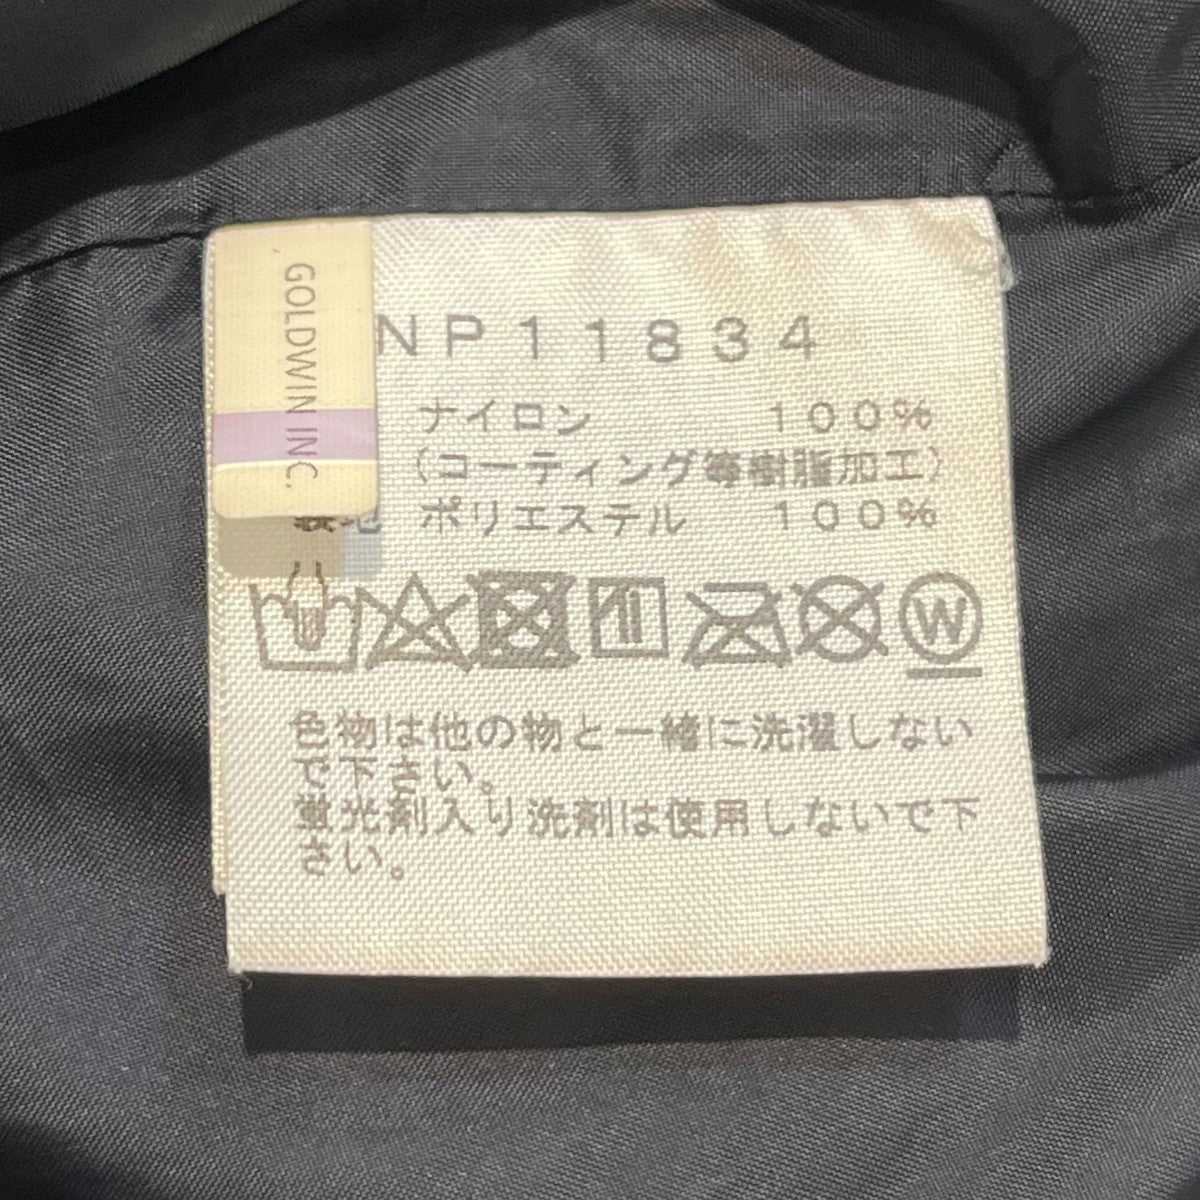 GOLDWIN INC.
NP11834
ナイロン 100%
(コーティング等樹脂加工)
ポリエステル 100%
W
色物は他の物と一緒に洗濯しない
で下さい。
蛍光剤入り洗剤は使用しないで下
さい。